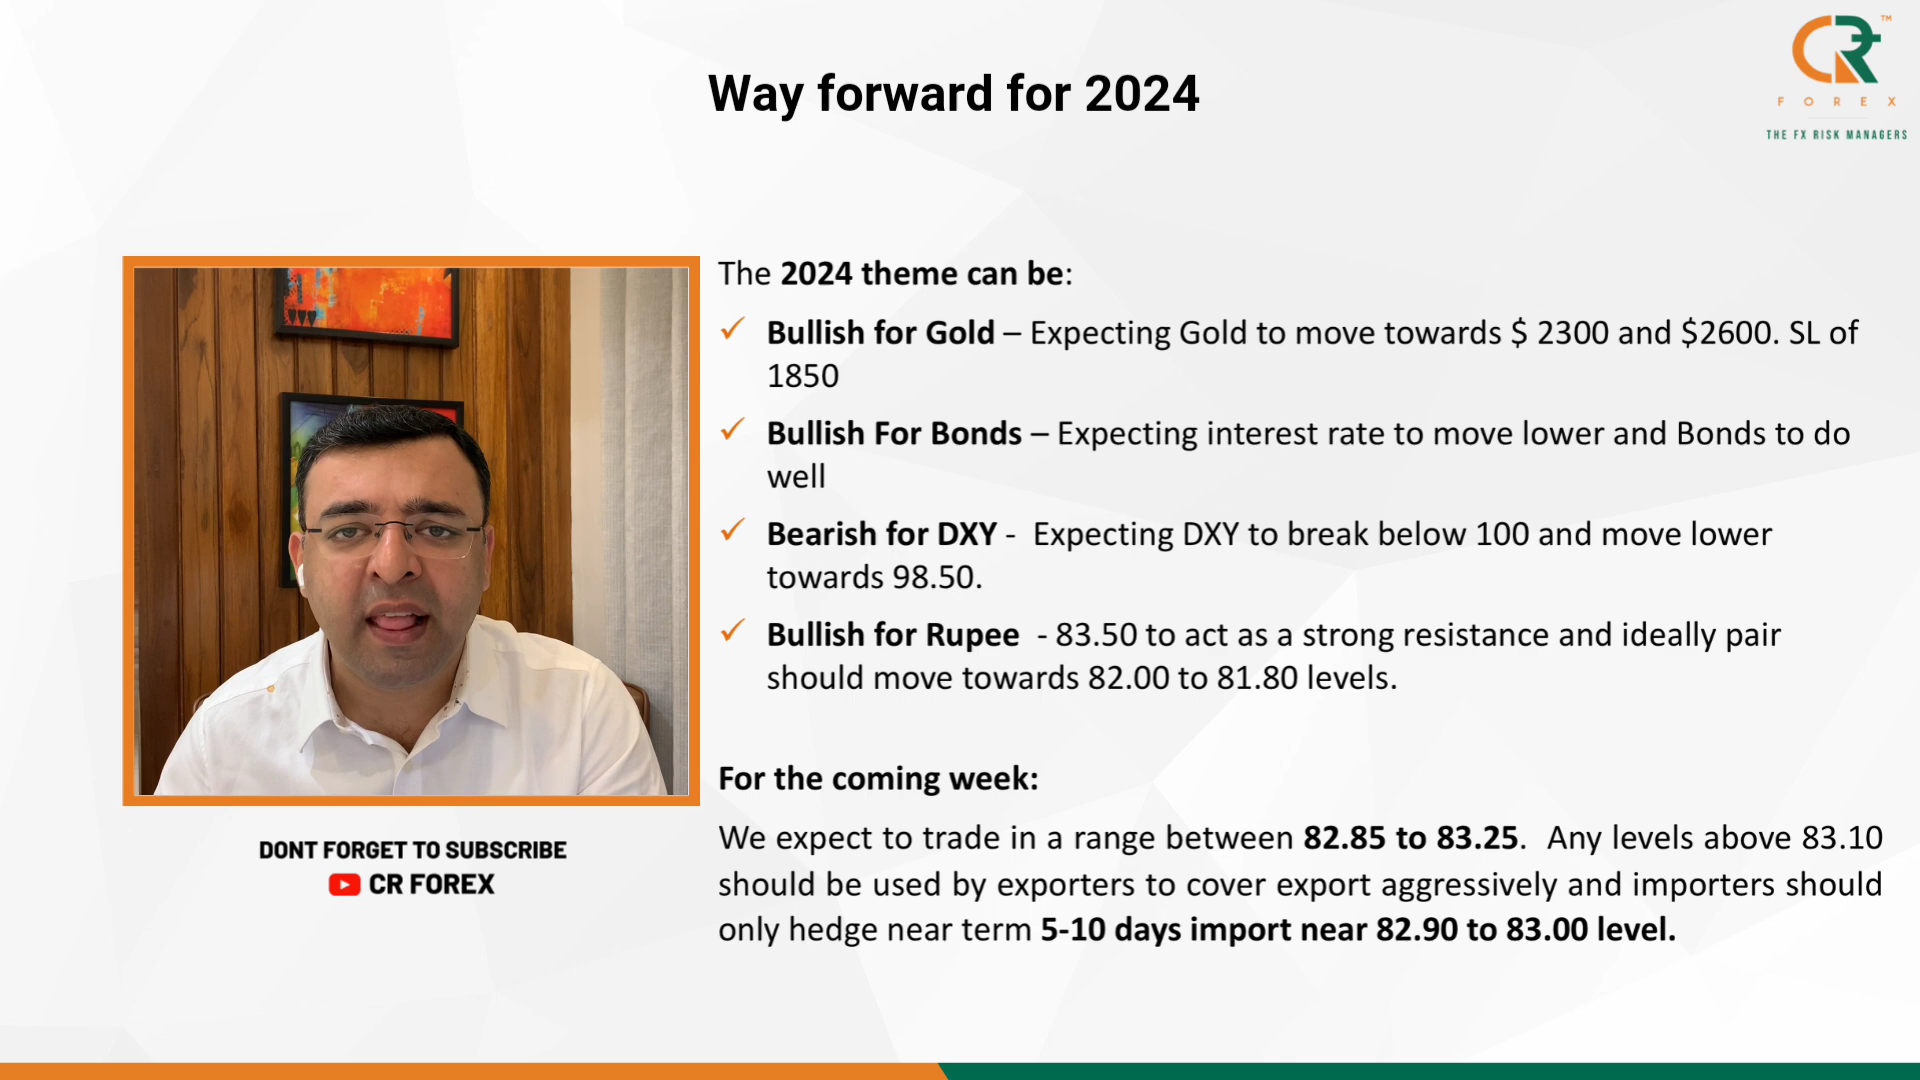 Way forward for 2024
CR
TM
FOREX
THE FX RISK MANAGERS
The 2024 theme can be:
Bullish for Gold – Expecting Gold to move towards $ 2300 and $2600. SL of
1850
Bullish For Bonds – Expecting interest rate to move lower and Bonds to do
well
Bearish for DXY - Expecting DXY to break below 100 and move lower
towards 98.50.
Bullish for Rupee - 83.50 to act as a strong resistance and ideally pair
should move towards 82.00 to 81.80 levels.
For the coming week:
We expect to trade in a range between 82.85 to 83.25. Any levels above 83.10
should be used by exporters to cover export aggressively and importers should
only hedge near term 5-10 days import near 82.90 to 83.00 level.
DONT FORGET TO SUBSCRIBE
CR FOREX